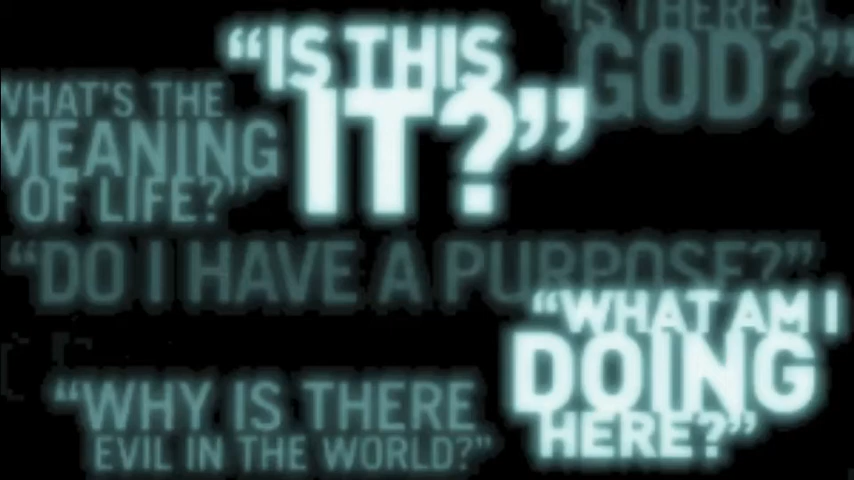 “IS THERE A
GOD?”
“IS THIS
IT?”
WHAT'S THE
MEANING
OF LIFE?”
“DO I HAVE A PURPOSE?”
“WHAT AM I
DOING
HERE?”
“WHY IS THERE
EVIL IN THE WORLD?”